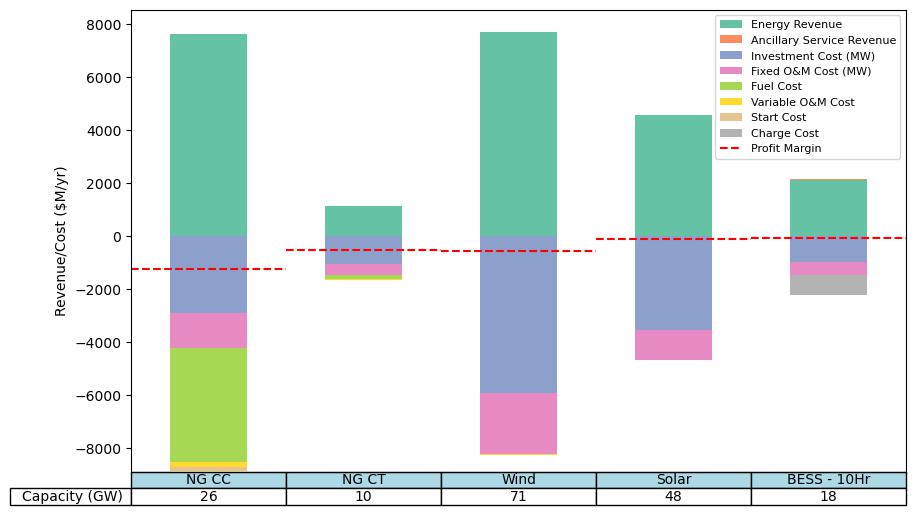 8000
6000
4000
2000
0
−2000
−4000
−6000
−8000
Revenue/Cost ($M/yr)
Energy Revenue
Ancillary Service Revenue
Investment Cost (MW)
Fixed O&M Cost (MW)
Fuel Cost
Variable O&M Cost
Start Cost
Charge Cost
Profit Margin
NG CC NG CT Wind Solar BESS - 10Hr
Capacity (GW) 26 10 71 48 18